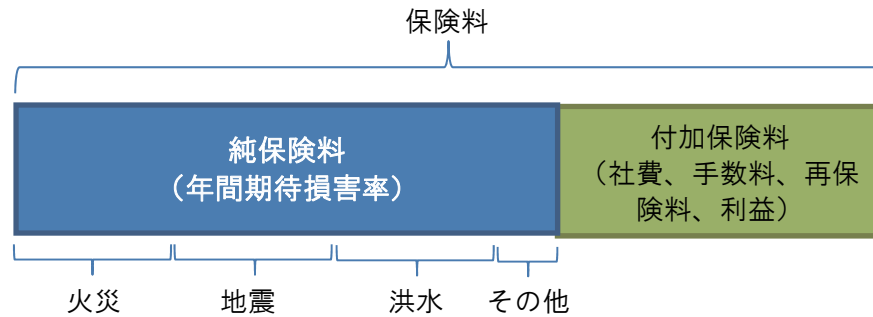 保険料
純保険料
（年間期待損害率）
付加保険料
（社費、手数料、再保
険料、利益）
火災
地震
洪水
その他